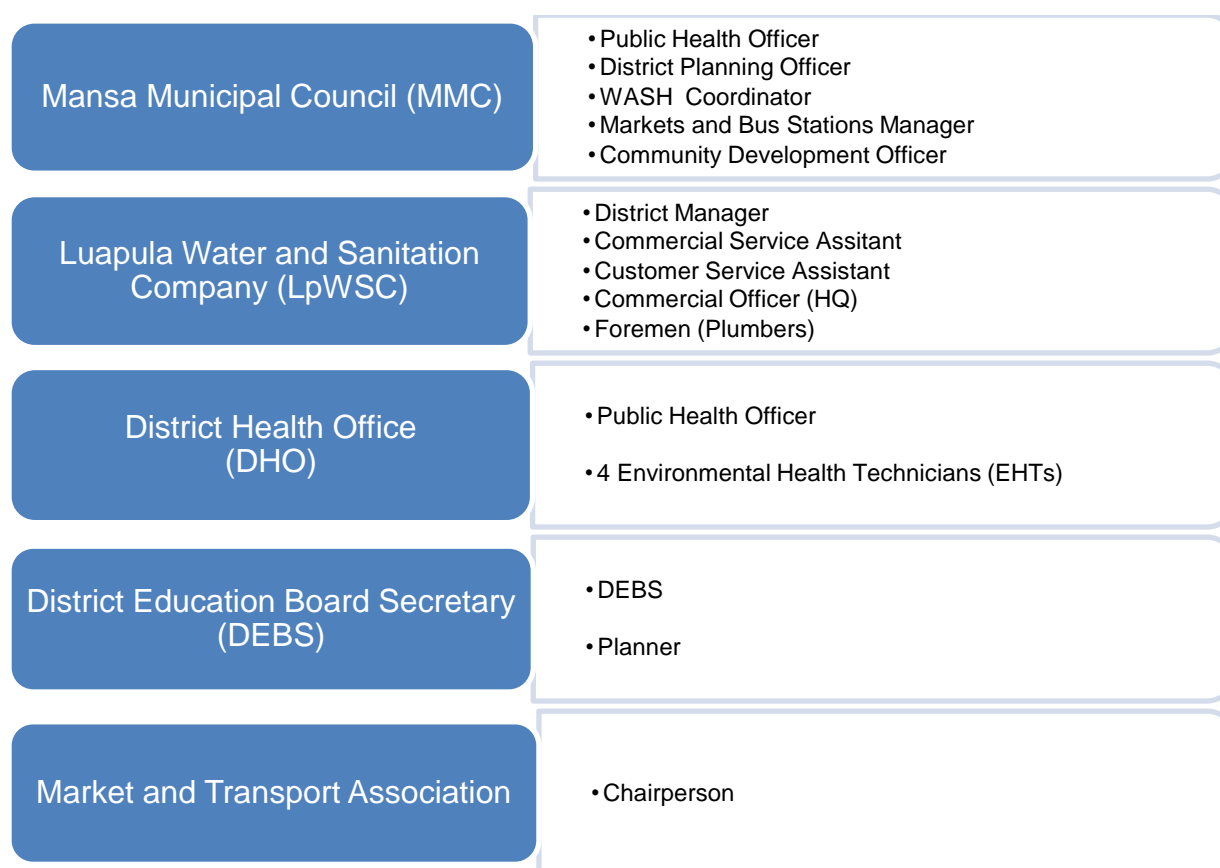 Mansa Municipal Council (MMC)
•Public Health Officer
•District Planning Officer
•WASH Coordinator
•Markets and Bus Stations Manager
•Community Development Officer
Luapula Water and Sanitation
Company (LpWSC)
•District Manager
•Commercial Service Assitant
•Customer Service Assistant
•Commercial Officer (HQ)
•Foremen (Plumbers)
District Health Office
(DHO)
•Public Health Officer
•4 Environmental Health Technicians (EHTs)
District Education Board Secretary
(DEBS)
•DEBS
•Planner
Market and Transport Association
•Chairperson